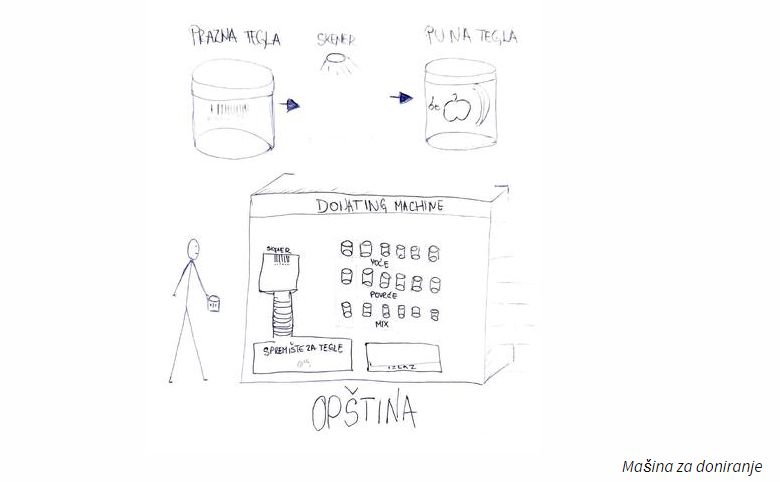 PRAZNA TEGLA
SKENER
PUNA TEGLA
DONATING MACHINE
SKENER
VOĆE
POVRĆE
MIX
SPREMIŠTE ZA TEGLE
IZLAZ
OPŠTINA
Mašina za doniranje